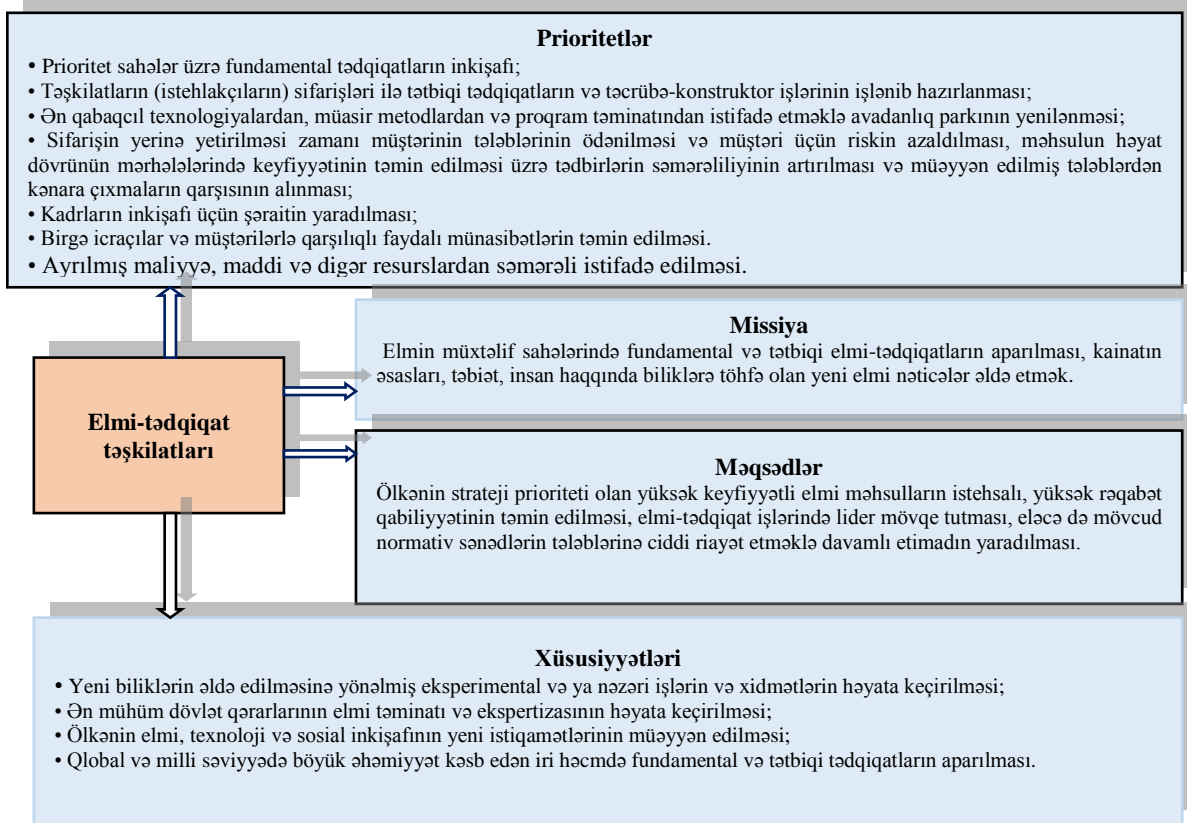 Prioritetlər
• Prioritet sahələr üzrə fundamental tədqiqatların inkişafı;
• Təşkilatların (istehlakçıların) sifarişləri ilə tətbiqi tədqiqatların və təcrübə-konstruktor işlərinin işlənib hazırlanması;
• Ən qabaqcıl texnologiyalardan, müasir metodlardan və proqram təminatından istifadə etməklə avadanlıq parkının yenilənməsi;
• Sifarişin yerinə yetirilməsi zamanı müştərinin tələblərinin ödənilməsi və müştəri üçün riskin azaldılması, məhsulun həyat
dövrünün mərhələlərində keyfiyyətinin təmin edilməsi üzrə tədbirlərin səmərəliliyinin artırılması və müəyyən edilmiş tələblərdən
kənara çıxmaların qarşısının alınması;
• Kadrların inkişafı üçün şəraitin yaradılması;
• Birgə icraçılar və müştərilərlə qarşılıqlı faydalı münasibətlərin təmin edilməsi.
• Ayrılmış maliyyə, maddi və digər resurslardan səmərəli istifadə edilməsi.
Missiya
Elmin müxtəlif sahələrində fundamental və tətbiqi elmi-tədqiqatların aparılması, kainatın
əsasları, təbiət, insan haqqında biliklərə töhfə olan yeni elmi nəticələr əldə etmək.
Elmi-tədqiqat
təşkilatları
Məqsədlər
Ölkənin strateji prioriteti olan yüksək keyfiyyətli elmi məhsulların istehsalı, yüksək rəqabət
qabiliyyətinin təmin edilməsi, elmi-tədqiqat işlərində lider mövqe tutması, eləcə də mövcud
normativ sənədlərin tələblərinə ciddi riayət etməklə davamlı etimadın yaradılması.
Xüsusiyyətləri
• Yeni biliklərin əldə edilməsinə yönəlmiş eksperimental və ya nəzəri işlərin və xidmətlərin həyata keçirilməsi;
• Ən mühüm dövlət qərarlarının elmi təminatı və ekspertizasının həyata keçirilməsi;
• Ölkənin elmi, texnoloji və sosial inkişafının yeni istiqamətlərinin müəyyən edilməsi;
• Qlobal və milli səviyyədə böyük əhəmiyyət kəsb edən iri həcmdə fundamental və tətbiqi tədqiqatların aparılması.